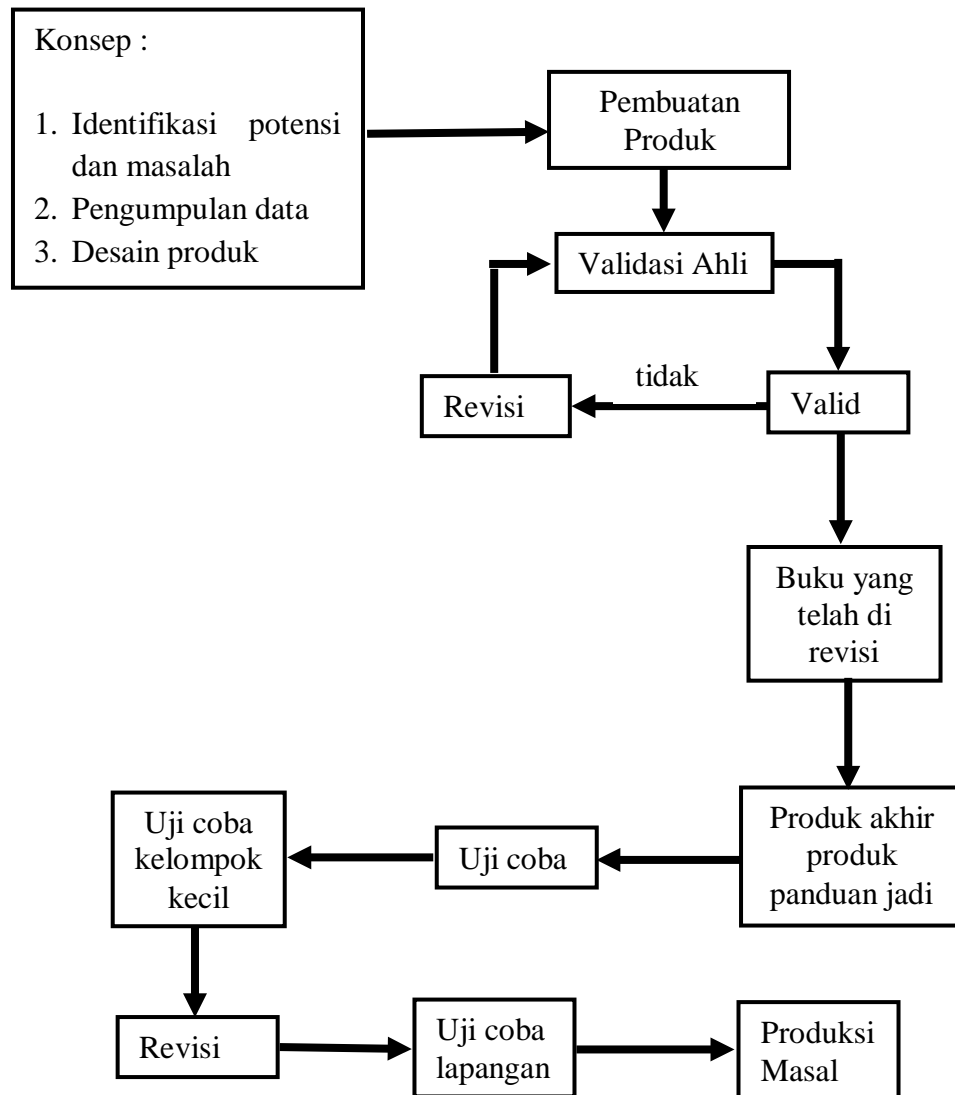 Konsep :
1. Identifikasi potensi
dan masalah
2. Pengumpulan data
3. Desain produk
Pembuatan
Produk
Validasi Ahli
tidak
Revisi
Valid
Buku yang
telah di
revisi
Produk akhir
produk
panduan jadi
Uji coba
Uji coba
kelompok
kecil
Revisi
Uji coba
lapangan
Produksi
Masal